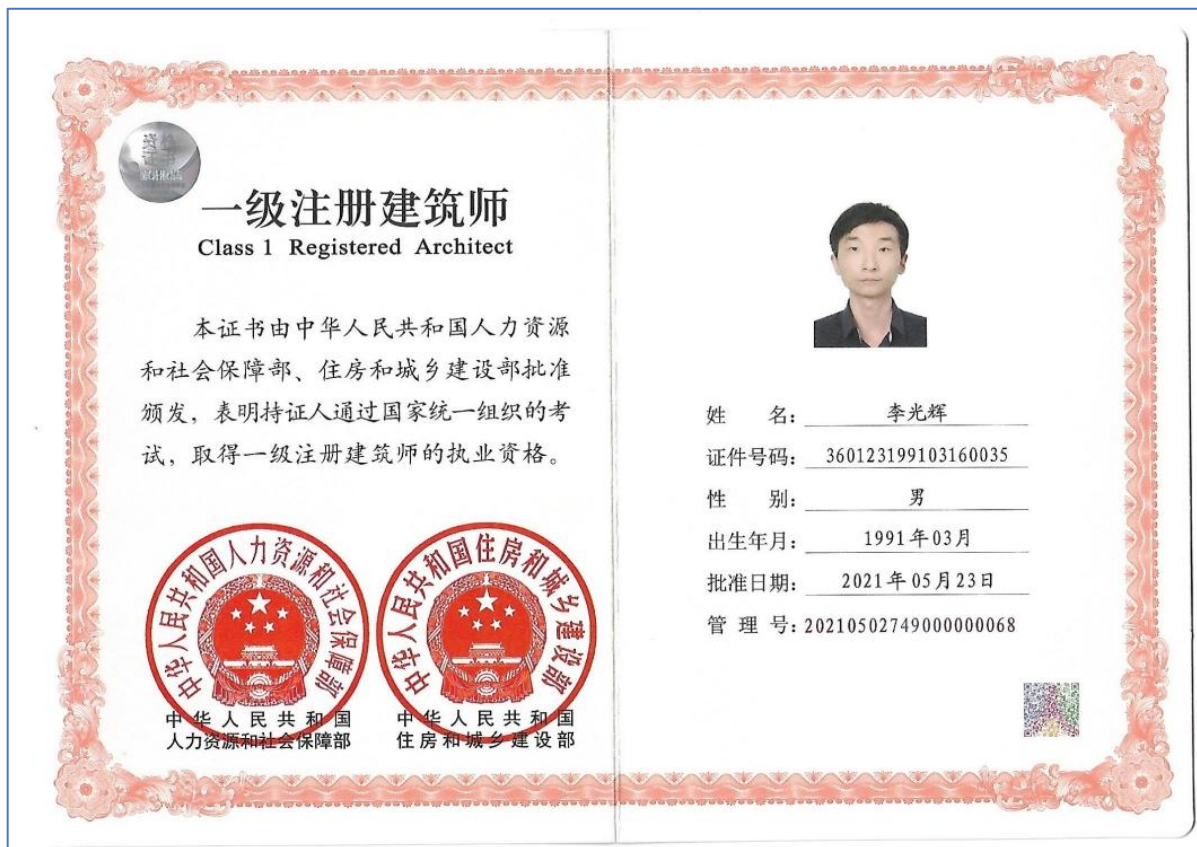 一级注册建筑师
Class 1 Registered Architect
本证书由中华人民共和国人力资源
和社会保障部、住房和城乡建设部批准
颁发，表明持证人通过国家统一组织的考
试，取得一级注册建筑师的执业资格。
中华人民共和国人力资源和社会保障部
中华人民共和国
人力资源和社会保障部
中华人民共和国住房和城乡建设部
中华人民共和国
住房和城乡建设部
姓 名：李光辉
证件号码：360123199103160035
性 别：男
出生年月：1991年03月
批准日期：2021年05月23日
管 理 号：20210502749000000068